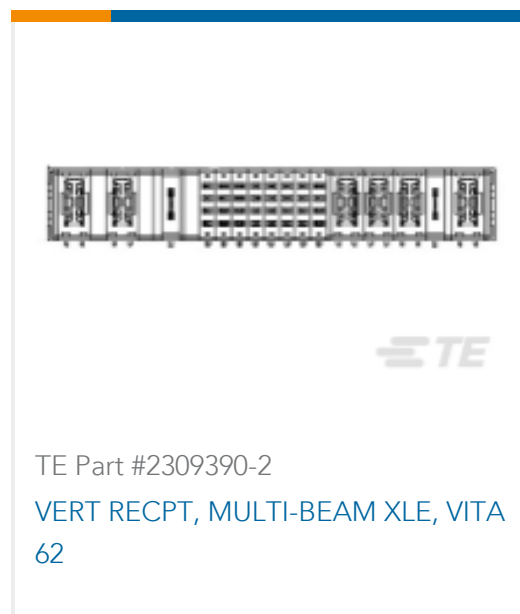 TE
TE Part #2309390-2
VERT RECPT, MULTI-BEAM XLE, VITA
62